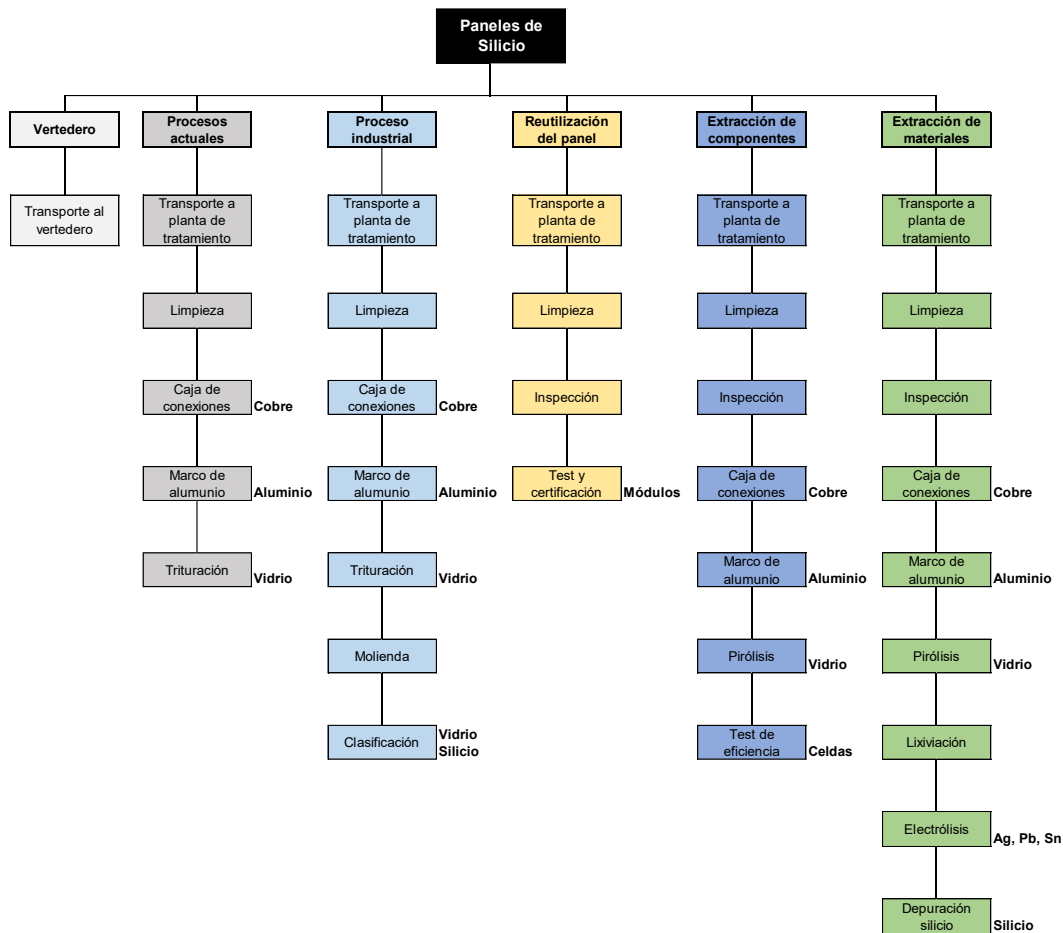 Paneles de
Silicio
Vertedero
Procesos
actuales
Proceso
industrial
Reutilización
del panel
Extracción de
componentes
Extracción de
materiales
Transporte al
vertedero
Transporte a
planta de
tratamiento
Transporte a
planta de
tratamiento
Transporte a
planta de
tratamiento
Transporte a
planta de
tratamiento
Transporte a
planta de
tratamiento
Limpieza
Limpieza
Limpieza
Limpieza
Limpieza
Caja de
conexiones
Cobre
Caja de
conexiones
Cobre
Inspección
Inspección
Inspección
Marco de
alumunio
Aluminio
Marco de
alumunio
Aluminio
Test y
certificación
Módulos
Caja de
conexiones
Cobre
Caja de
conexiones
Cobre
Trituración
Vidrio
Trituración
Vidrio
Marco de
alumunio
Aluminio
Marco de
alumunio
Aluminio
Molienda
Pirólisis
Vidrio
Pirólisis
Vidrio
Clasificación
Vidrio
Silicio
Test de
eficiencia
Celdas
Lixiviación
Electrólisis
Ag, Pb, Sn
Depuración
silicio
Silicio